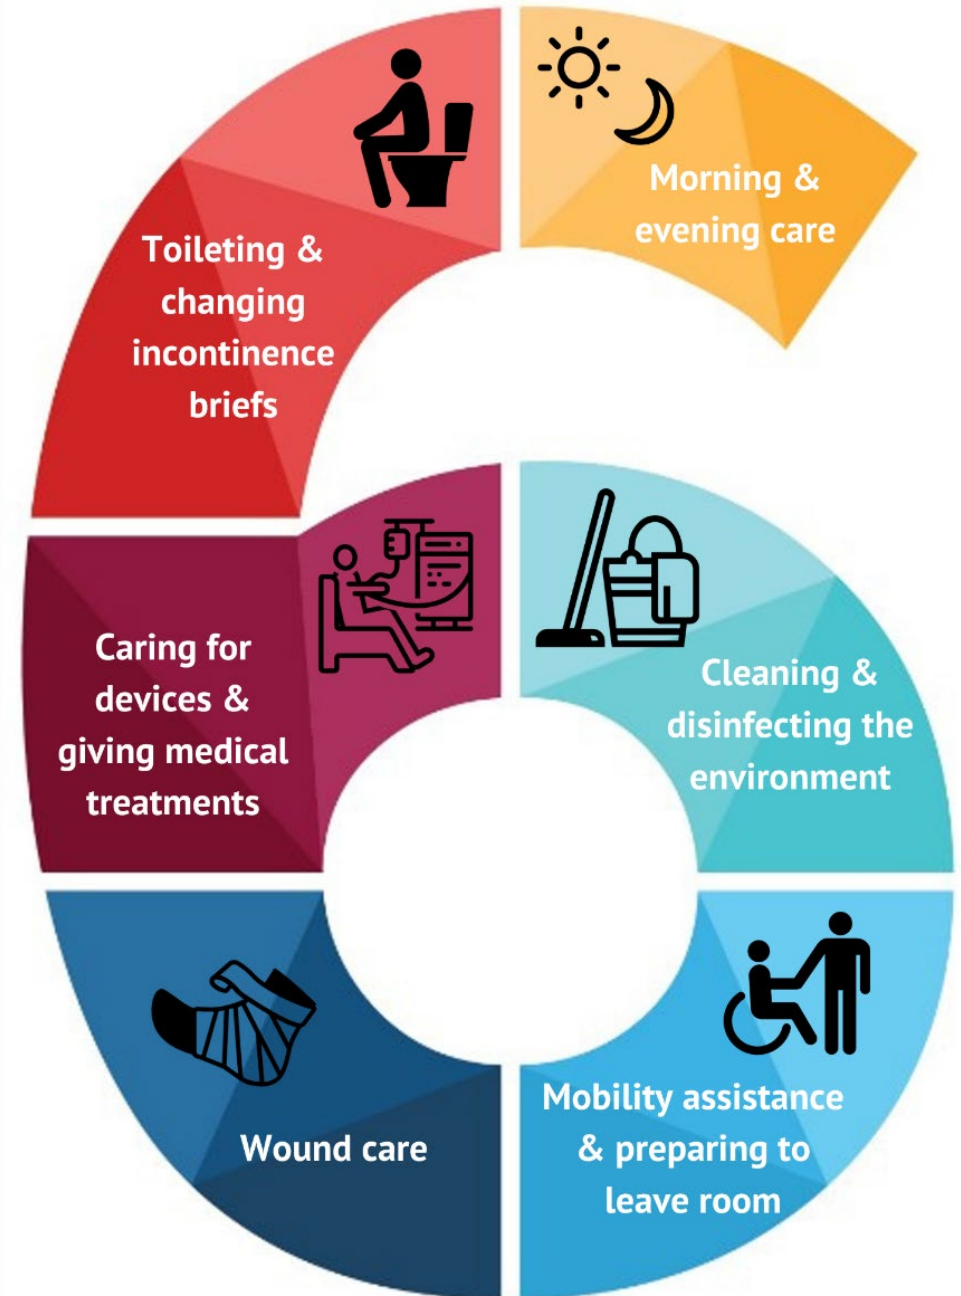 Morning &
evening care
Toileting &
changing
incontinence
briefs
Caring for
devices &
giving medical
treatments
Cleaning &
disinfecting the
environment
Wound care
Mobility assistance
& preparing to
leave room